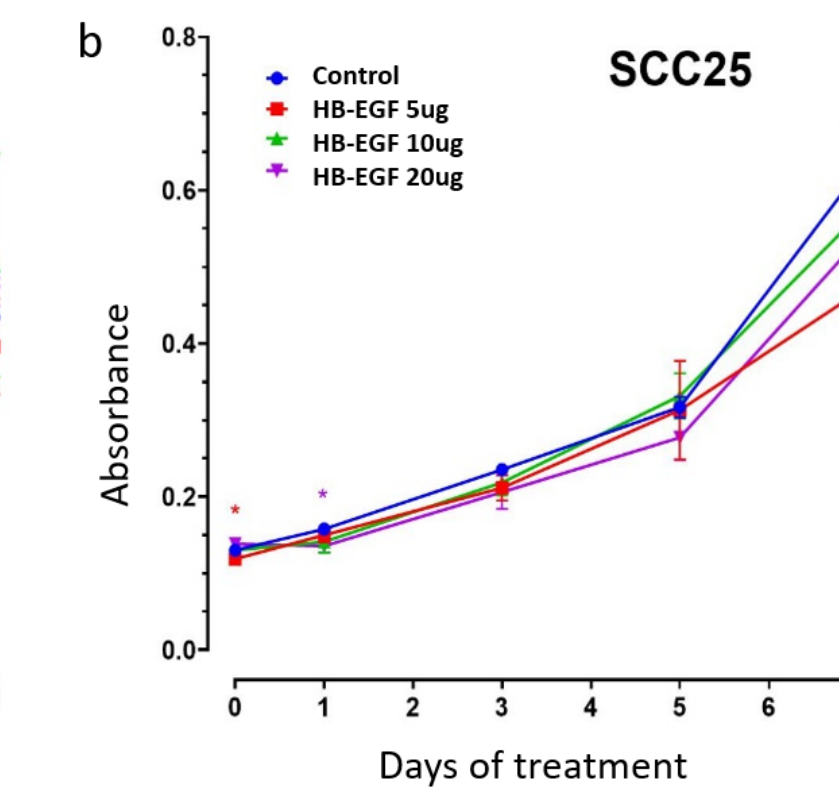 b
SCC25
Control
HB-EGF 5ug
HB-EGF 10ug
HB-EGF 20ug
Absorbance
0.8
0.6
0.4
0.2
0.0
*
*
0 1 2 3 4 5 6
Days of treatment